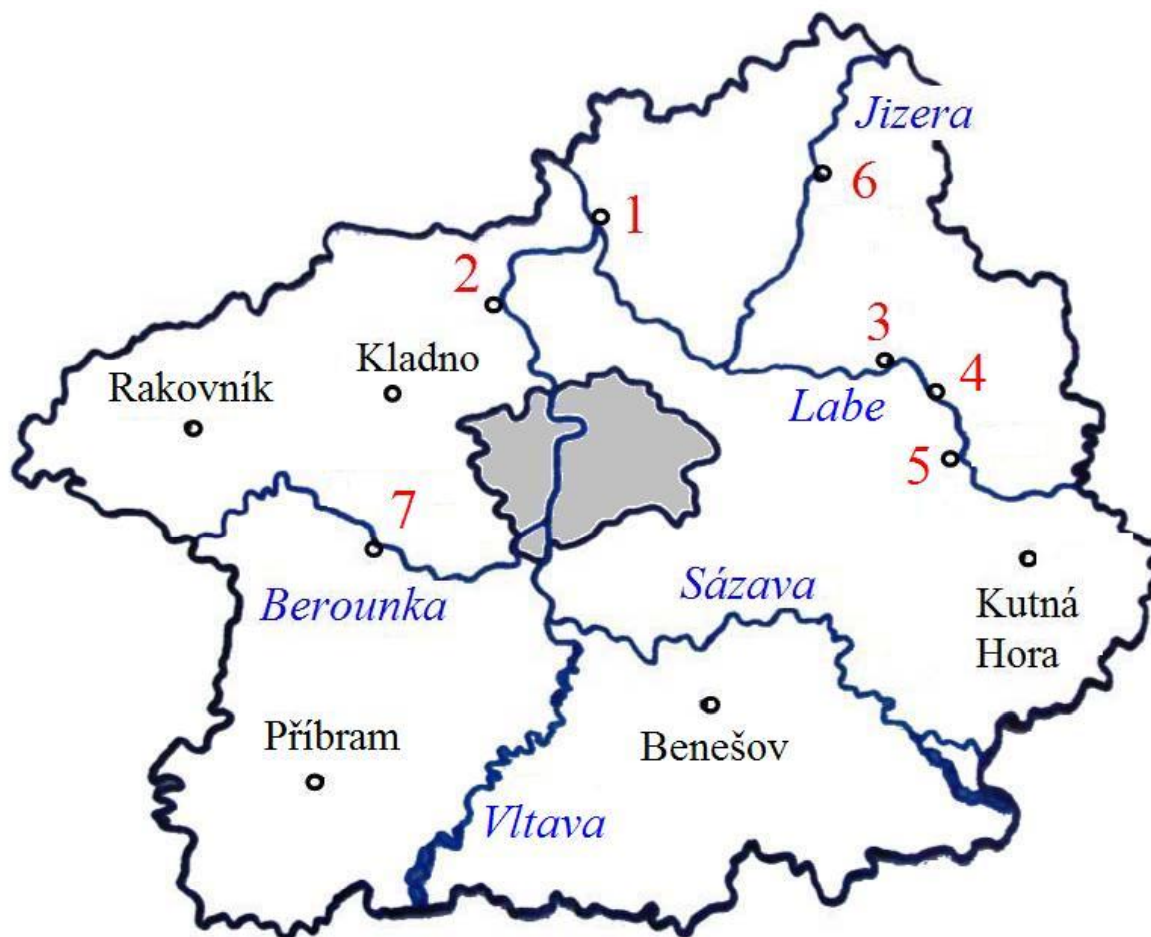 Jizera
6
1
2
3
Kladno
4
Rakovník
Labe
5
7
Sázava
Berounka
Kutná
Hora
Příbram
Benešov
Vltava